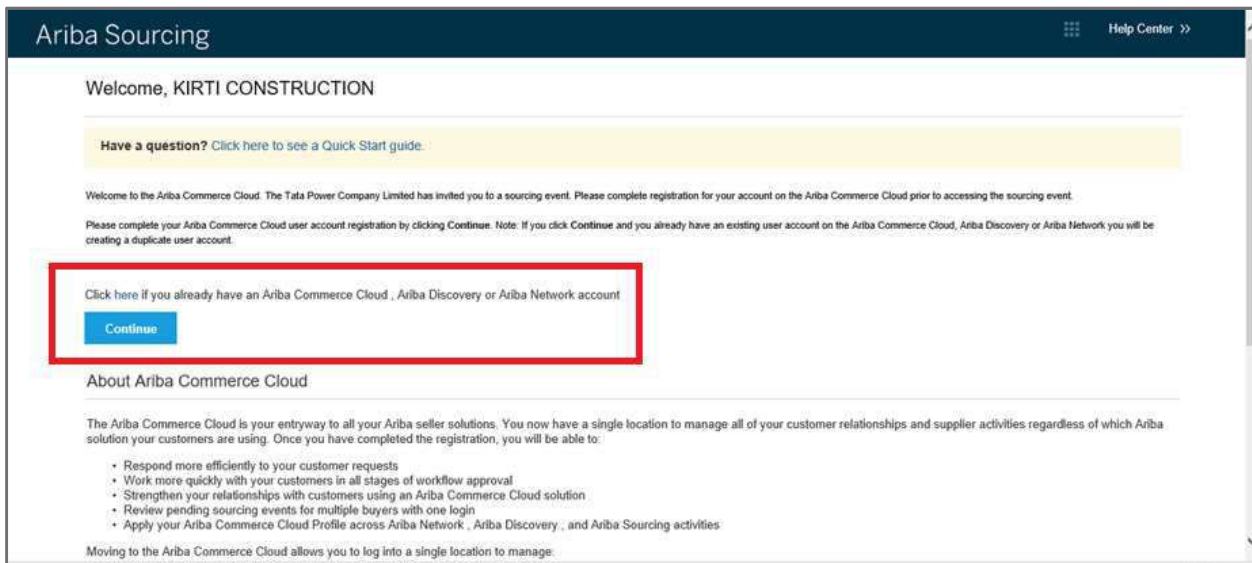 Ariba Sourcing
Help Center »
Welcome, KIRTI CONSTRUCTION
Have a question? Click here to see a Quick Start guide.
Welcome to the Ariba Commerce Cloud. The Tata Power Company Limited has invited you to a sourcing event. Please complete registration for your account on the Ariba Commerce Cloud prior to accessing the sourcing event.
Please complete your Ariba Commerce Cloud user account registration by clicking Continue. Note: If you click Continue and you already have an existing user account on the Ariba Commerce Cloud, Ariba Discovery or Ariba Network you will be
creating a duplicate user account.
Click here if you already have an Ariba Commerce Cloud , Ariba Discovery or Ariba Network account
Continue
About Ariba Commerce Cloud
The Ariba Commerce Cloud is your entryway to all your Ariba seller solutions. You now have a single location to manage all of your customer relationships and supplier activities regardless of which Ariba
solution your customers are using. Once you have completed the registration, you will be able to:
• Respond more efficiently to your customer requests
• Work more quickly with your customers in all stages of workflow approval
• Strengthen your relationships with customers using an Ariba Commerce Cloud solution
• Review pending sourcing events for multiple buyers with one login
• Apply your Ariba Commerce Cloud Profile across Ariba Network , Ariba Discovery , and Ariba Sourcing activities
Moving to the Ariba Commerce Cloud allows you to log into a single location to manage: